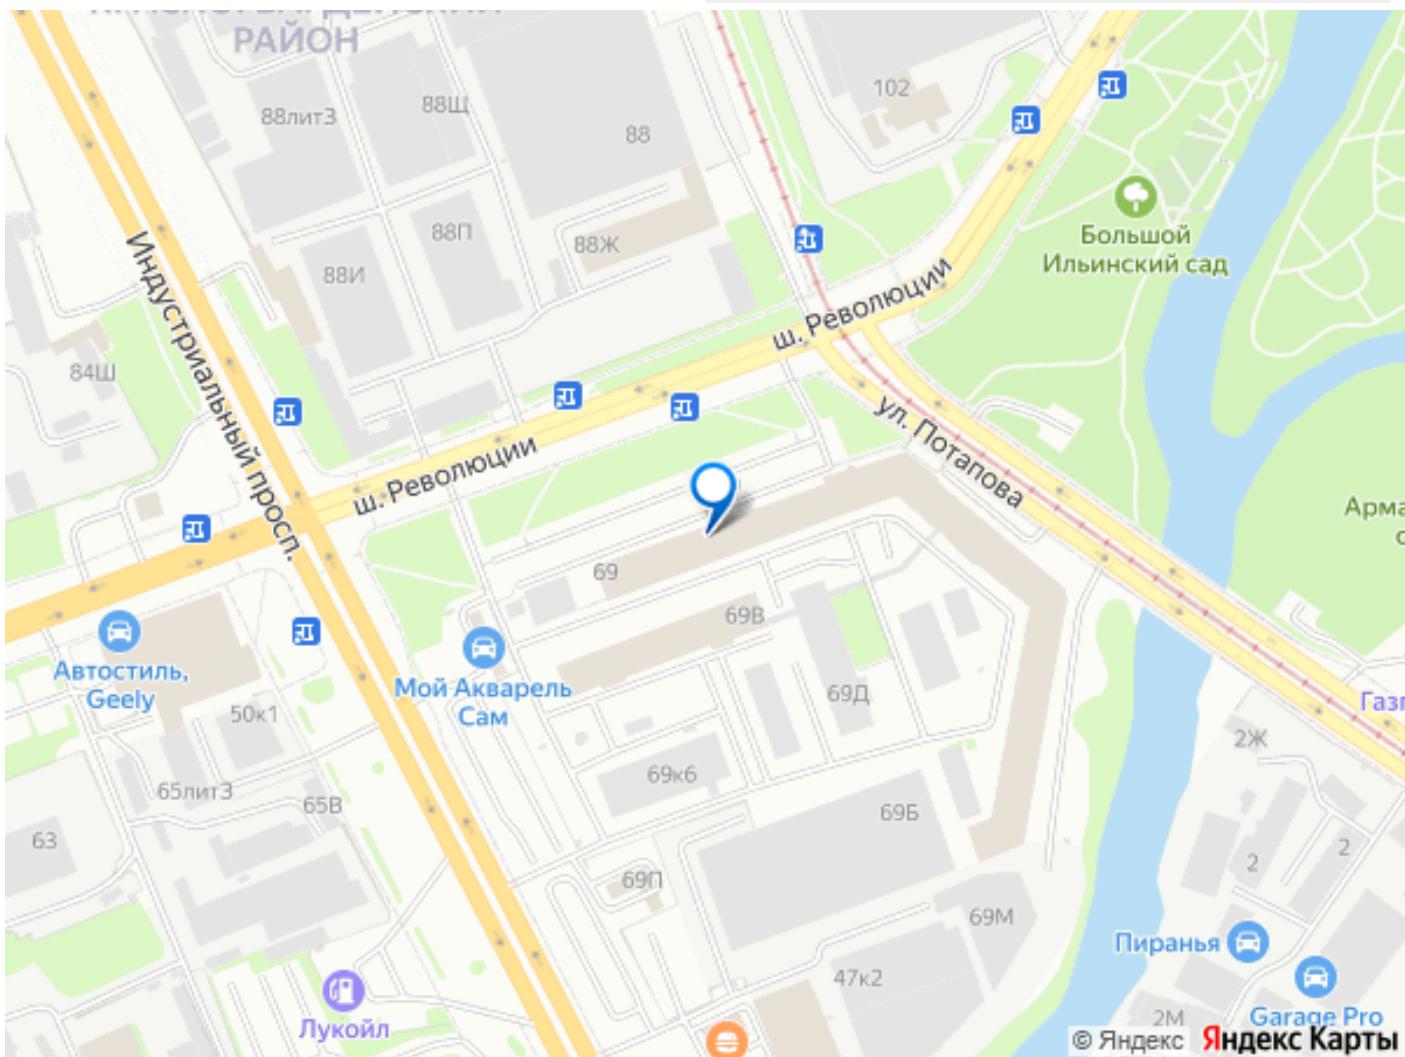 РАЙОН
88лит3
88Щ
88
102
88П
88Ж
88И
84Ш
Большой
Ильинский сад
Индустриальный просп.
ш. Революции
ш. Революции
ул. Потапова
69
69В
69Д
69к6
69Б
69П
69М
47к2
Автостиль,
Geely
Мой Акварель
Сам
50к1
65лит3
65В
63
Лукойл
2Ж
2
2
2М
Пиранья
Garage Pro
© Яндекс
Яндекс Карты